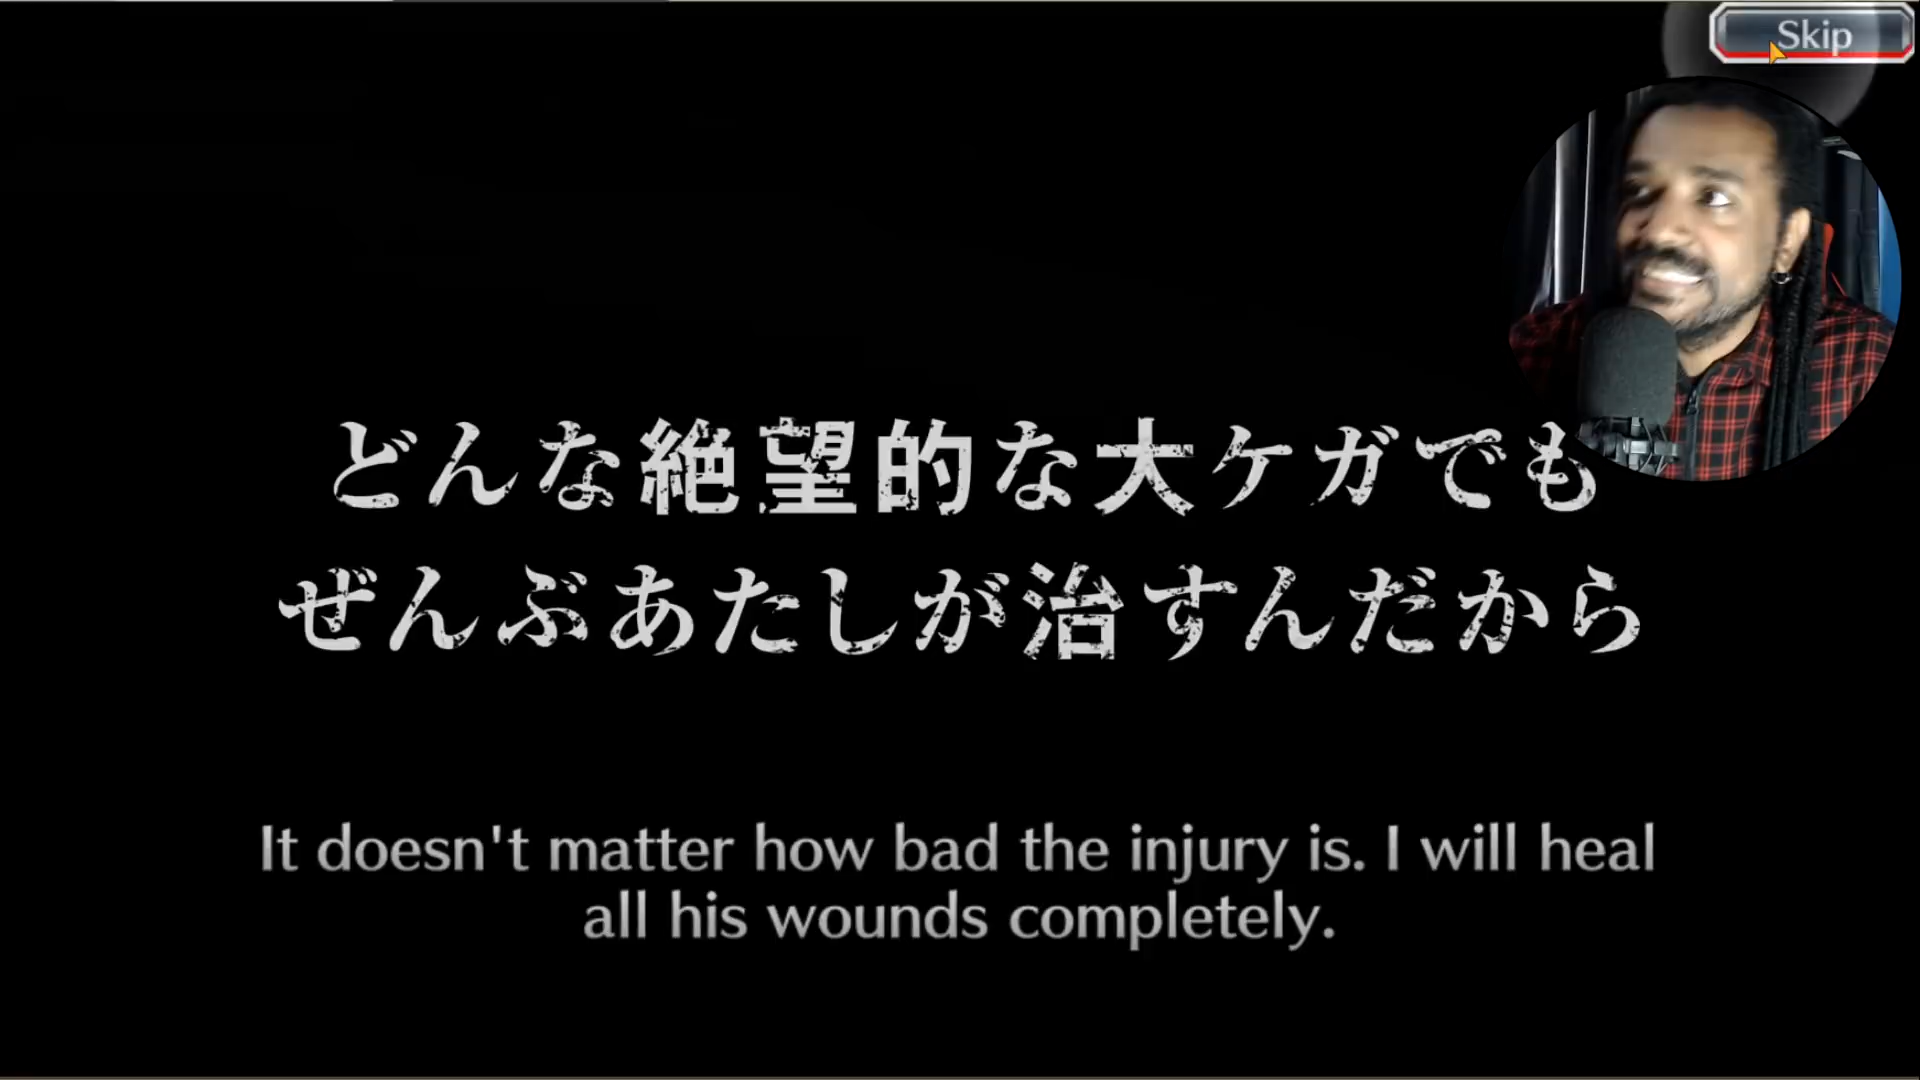 Skip
どんな絶望的な大ケガでも
ぜんぶあたしが治すんだから
It doesn't matter how bad the injury is. I will heal
all his wounds completely.